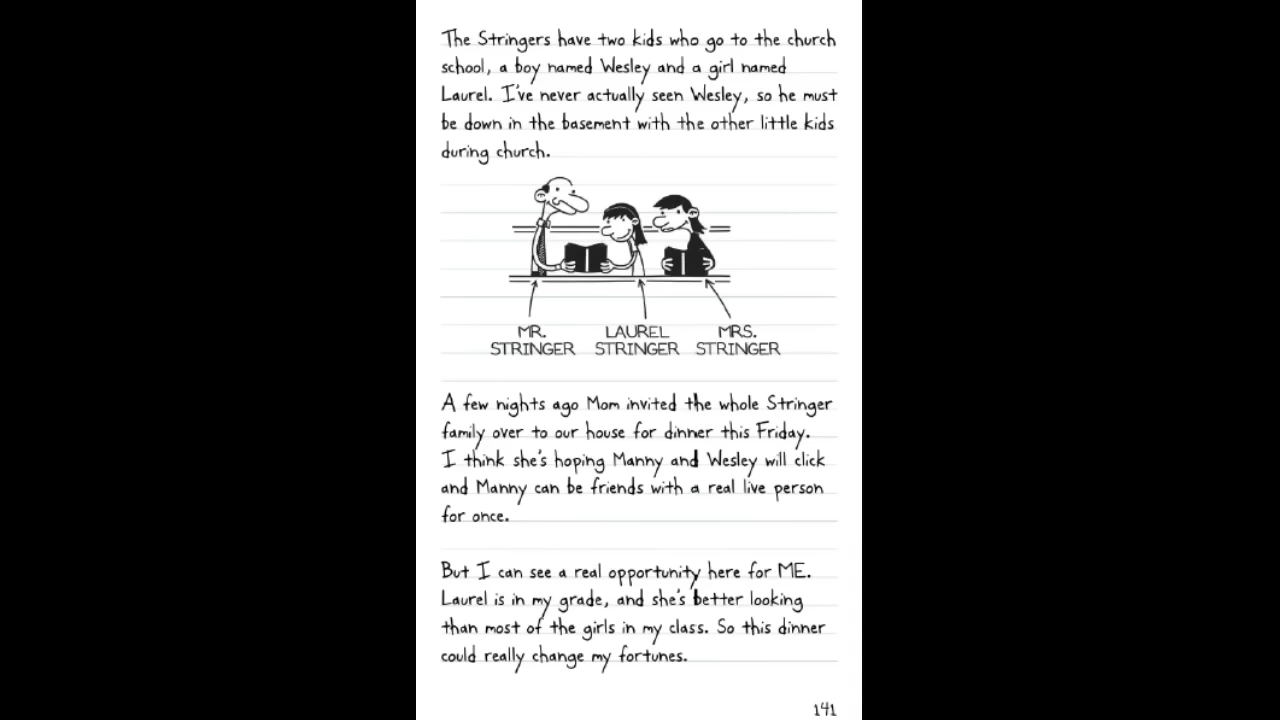 The Stringers have two kids who go to the church
school, a boy named Wesley and a girl named
Laurel. I've never actually seen Wesley, so he must
be down in the basement with the other little kids
during church.
MR. STRINGER
LAUREL STRINGER
MRS. STRINGER
A few nights ago Mom invited the whole Stringer
family over to our house for dinner this Friday.
I think she's hoping Manny and Wesley will click
and Manny can be friends with a real live person
for once.
But I can see a real opportunity here for ME.
Laurel is in my grade, and she's better looking
than most of the girls in my class. So this dinner
could really change my fortunes.
141